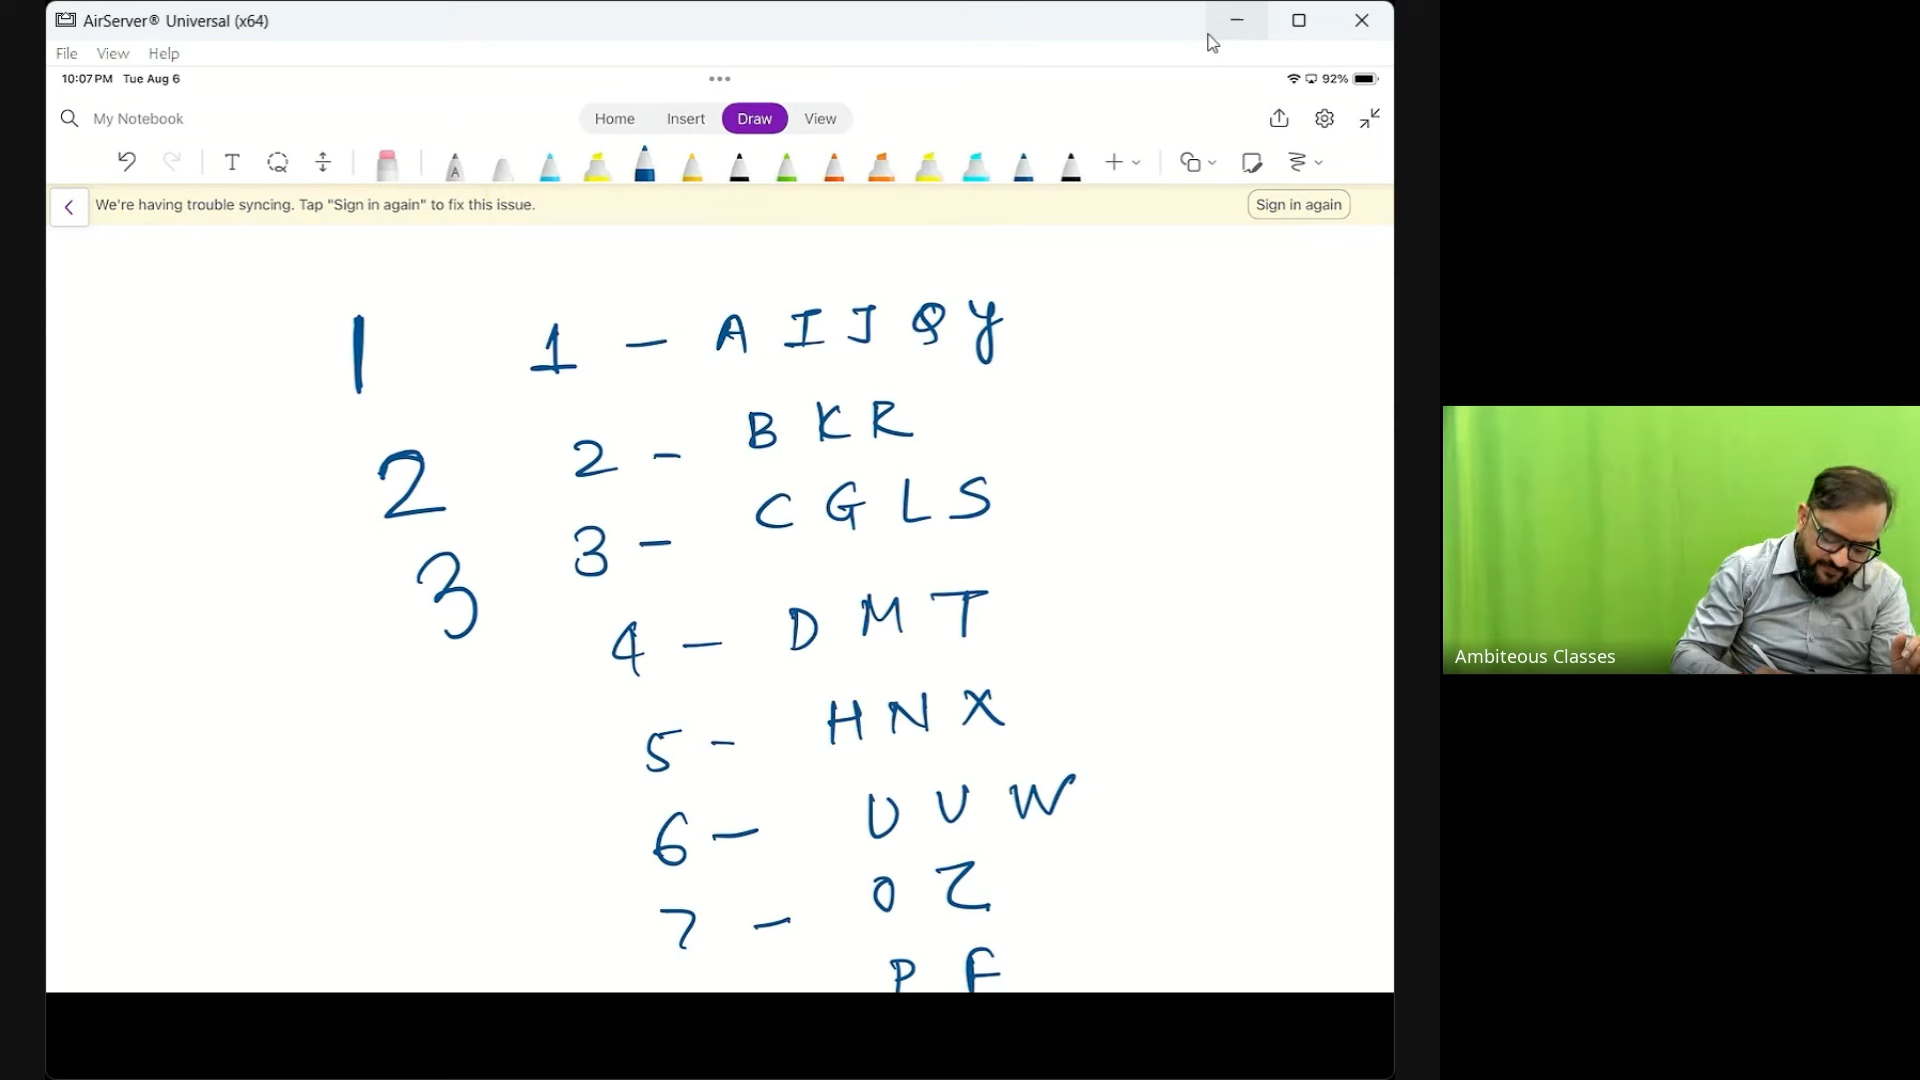 AirServer® Universal (x64)
File View Help
10:07 PM Tue Aug 6
92%
My Notebook
Home Insert Draw View
T
A
We're having trouble syncing. Tap "Sign in again" to fix this issue.
Sign in again
1 1 - A I J Q Y
2 2 - B K R
3 3 - C G L S
4 - D M T
5 - H N X
6 - U V W
7 - O Z
P F
Ambiteous Classes